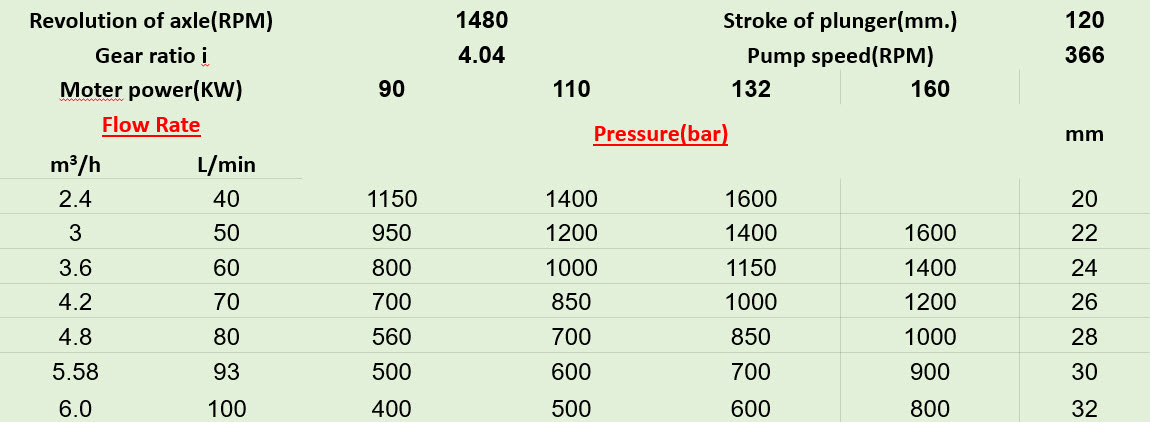 Revolution of axle(RPM) 1480 Stroke of plunger(mm.) 120
Gear ratio i 4.04 Pump speed(RPM) 366
Moter power(KW) 90 110 132 160
Flow Rate Pressure(bar) mm
m³/h L/min
2.4 40 1150 1400 1600 20
3 50 950 1200 1400 1600 22
3.6 60 800 1000 1150 1400 24
4.2 70 700 850 1000 1200 26
4.8 80 560 700 850 1000 28
5.58 93 500 600 700 900 30
6.0 100 400 500 600 800 32